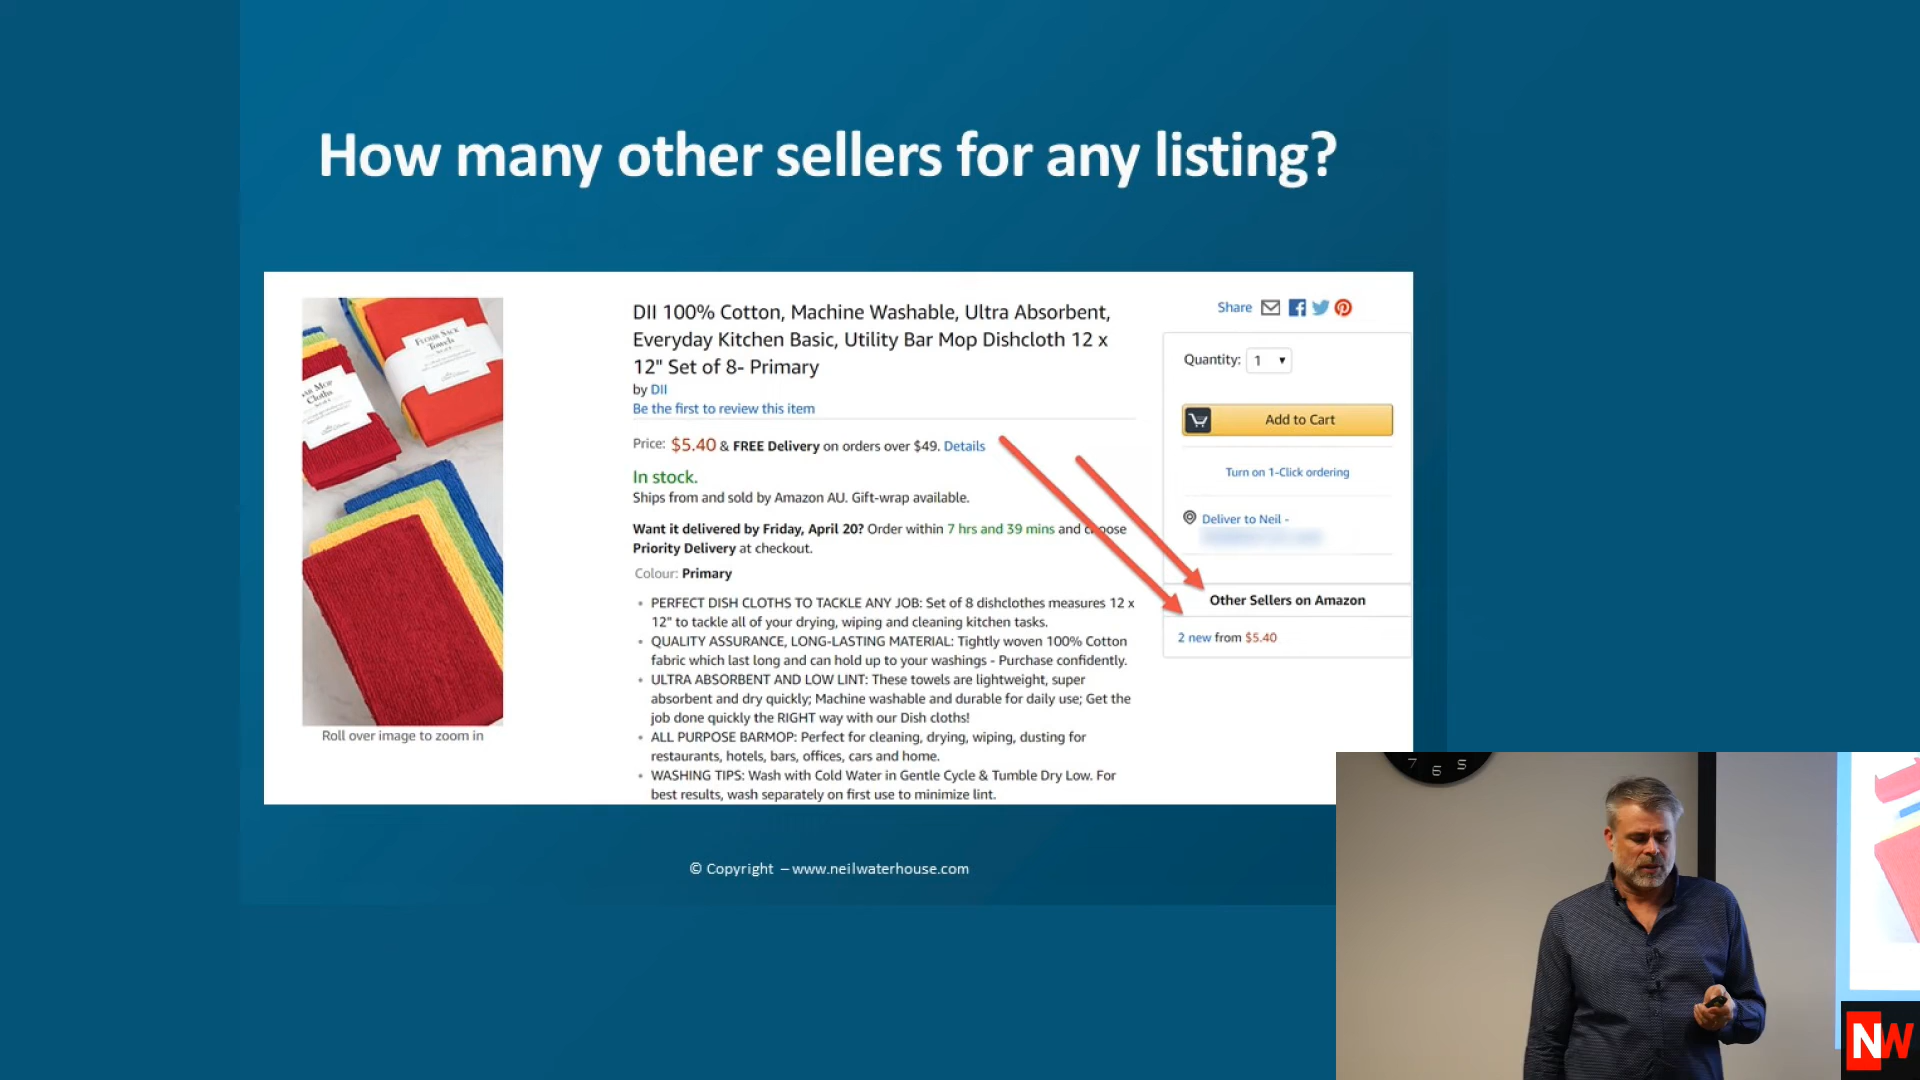 How many other sellers for any listing?
FLOUR SACK
Towels
Mop
Cloths
Roll over image to zoom in
DII 100% Cotton, Machine Washable, Ultra Absorbent,
Everyday Kitchen Basic, Utility Bar Mop Dishcloth 12 x
12" Set of 8- Primary
by DII
Be the first to review this item
Price: $5.40 & FREE Delivery on orders over $49. Details
In stock.
Ships from and sold by Amazon AU. Gift-wrap available.
Want it delivered by Friday, April 20? Order within 7 hrs and 39 mins and choose
Priority Delivery at checkout.
Colour: Primary
• PERFECT DISH CLOTHS TO TACKLE ANY JOB: Set of 8 dishclothes measures 12 x
12" to tackle all of your drying, wiping and cleaning kitchen tasks.
• QUALITY ASSURANCE, LONG-LASTING MATERIAL: Tightly woven 100% Cotton
fabric which last long and can hold up to your washings - Purchase confidently.
• ULTRA ABSORBENT AND LOW LINT: These towels are lightweight, super
absorbent and dry quickly; Machine washable and durable for daily use; Get the
job done quickly the RIGHT way with our Dish cloths!
• ALL PURPOSE BARMOP: Perfect for cleaning, drying, wiping, dusting for
restaurants, hotels, bars, offices, cars and home.
• WASHING TIPS: Wash with Cold Water in Gentle Cycle & Tumble Dry Low. For
best results, wash separately on first use to minimize lint.
Share
Quantity: 1
Add to Cart
Turn on 1-Click ordering
Deliver to Neil -
Other Sellers on Amazon
2 new from $5.40
© Copyright – www.neilwaterhouse.com
7 6 5
NW